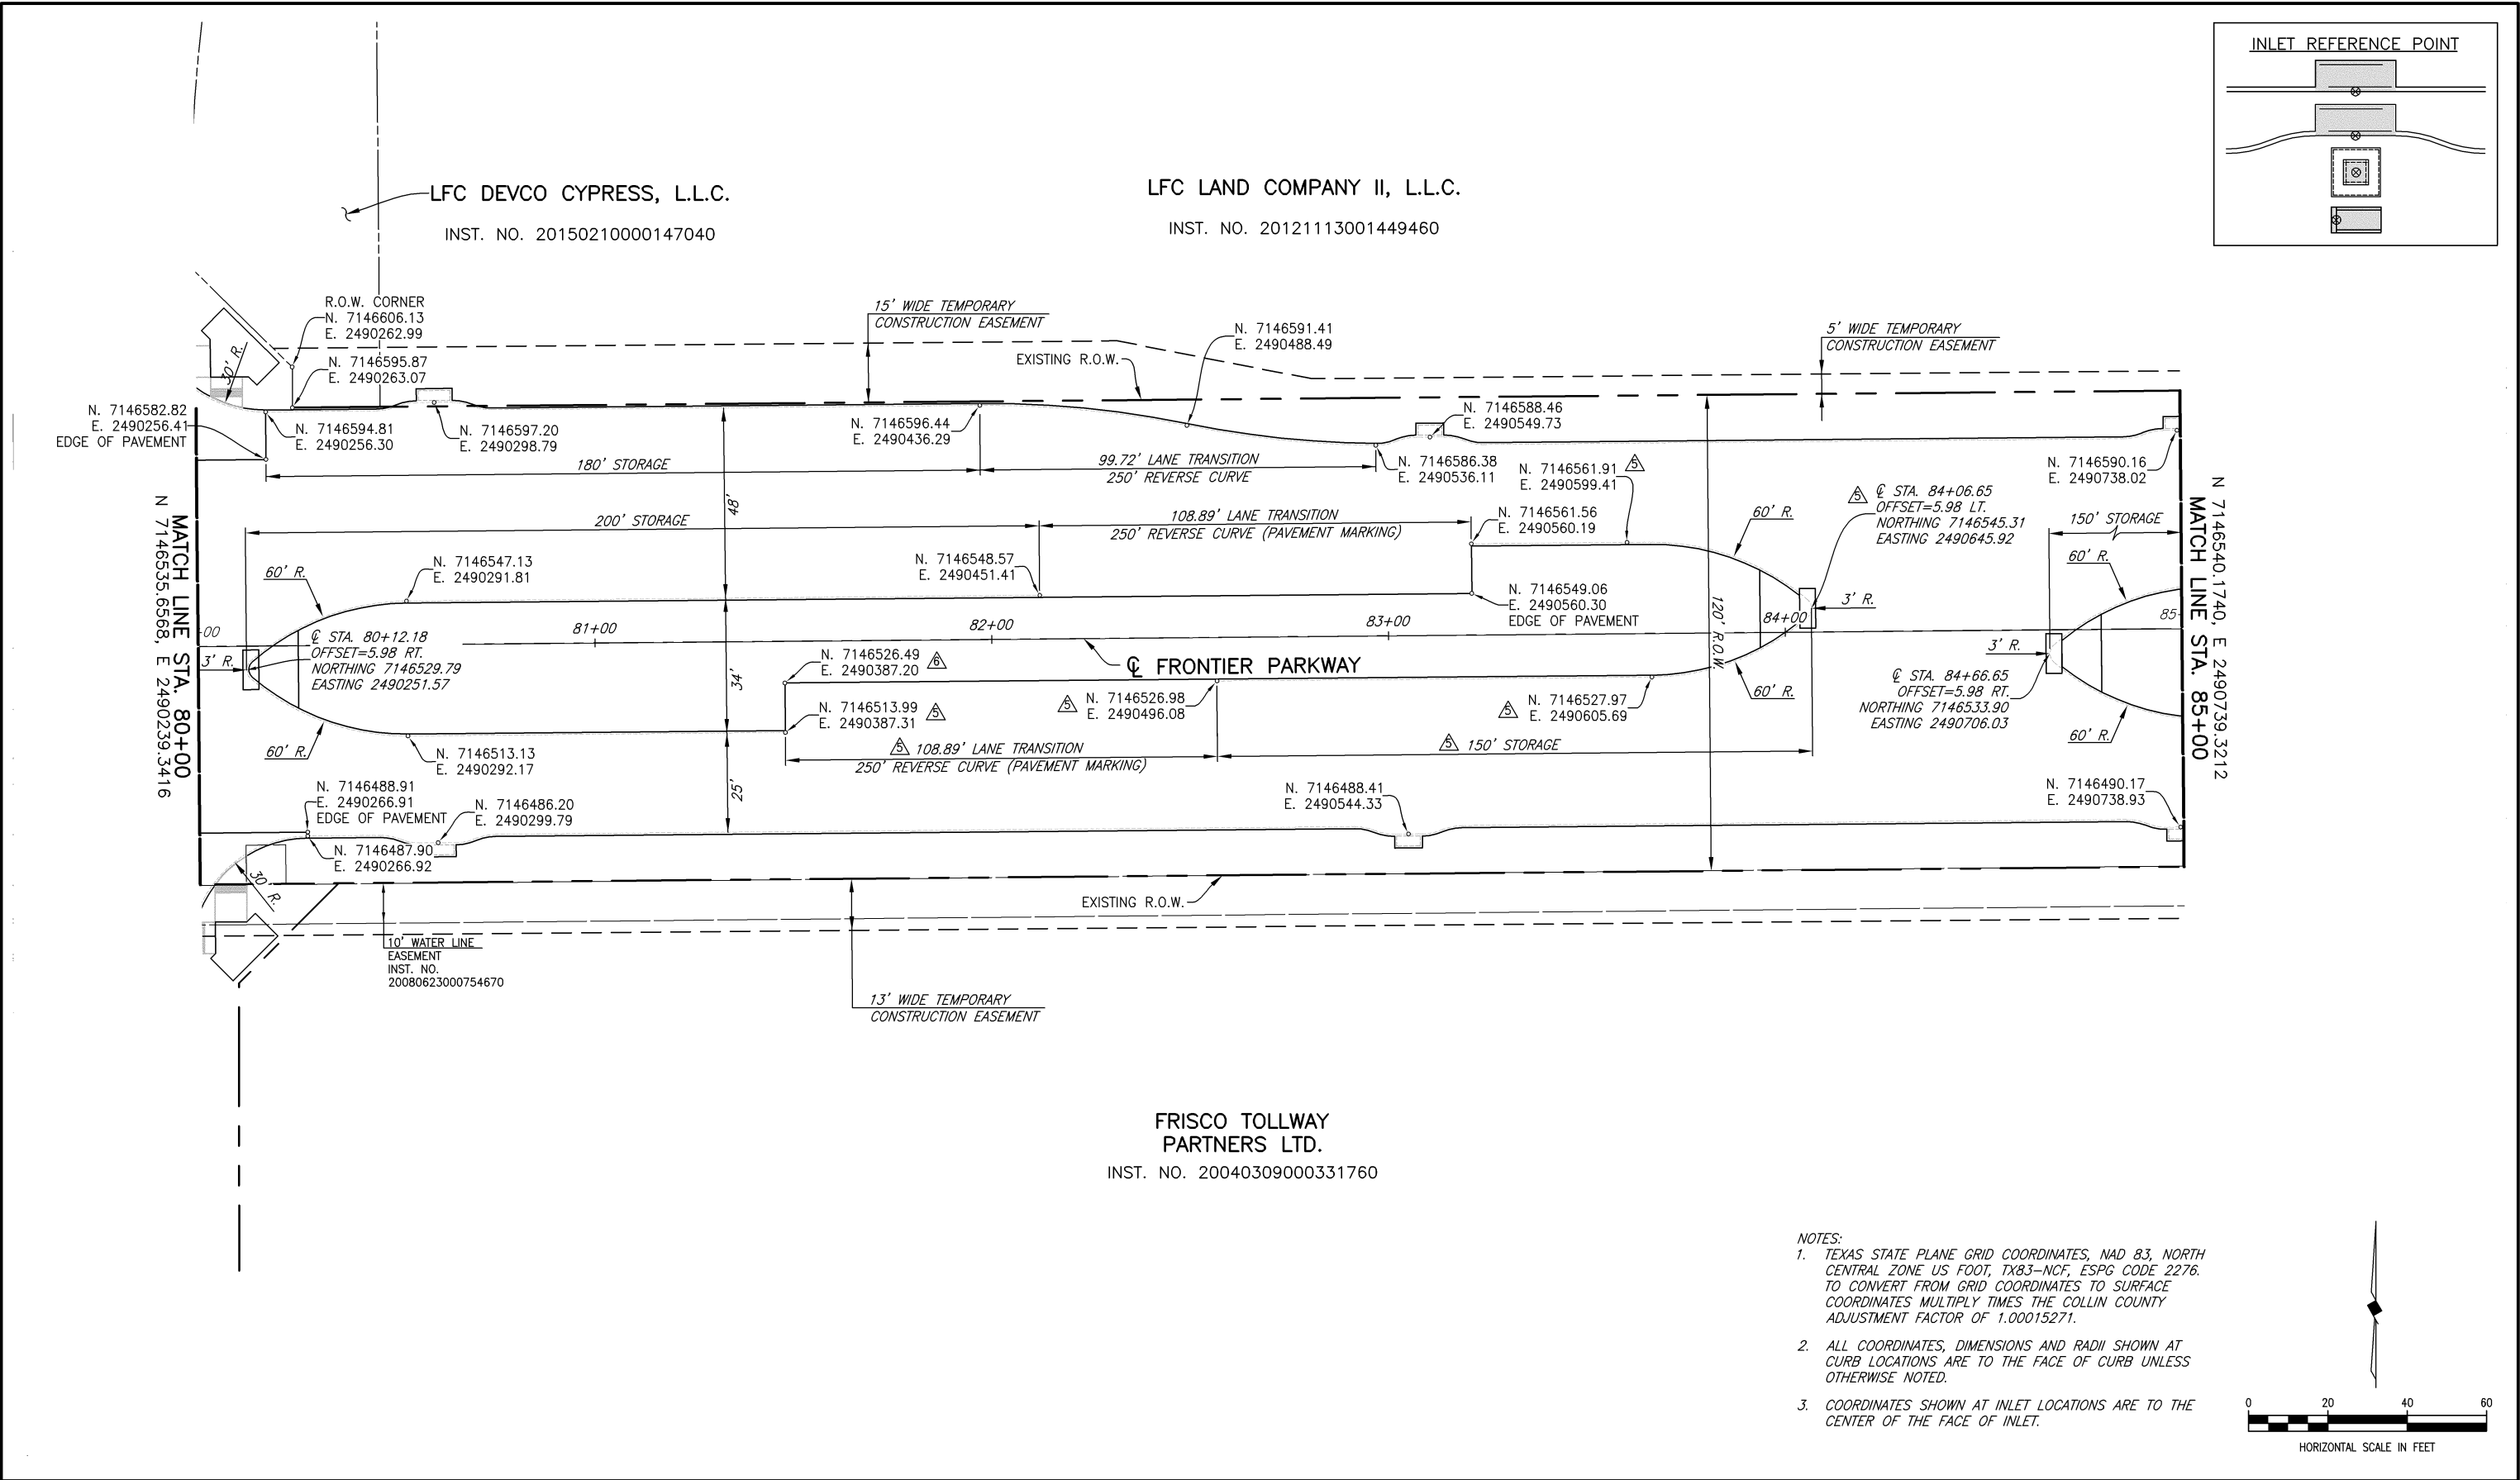 INLET REFERENCE POINT
LFC DEVCO CYPRESS, L.L.C.
INST. NO. 20150210000147040
LFC LAND COMPANY II, L.L.C.
INST. NO. 20121113001449460
R.O.W. CORNER
N. 7146606.13
E. 2490262.99
30' R.
N. 7146595.87
E. 2490263.07
15' WIDE TEMPORARY
CONSTRUCTION EASEMENT
EXISTING R.O.W.
N. 7146591.41
E. 2490488.49
5' WIDE TEMPORARY
CONSTRUCTION EASEMENT
N. 7146582.82
E. 2490256.41
EDGE OF PAVEMENT
N. 7146594.81
E. 2490256.30
N. 7146597.20
E. 2490298.79
N. 7146596.44
E. 2490436.29
N. 7146588.46
E. 2490549.73
180' STORAGE
99.72' LANE TRANSITION
250' REVERSE CURVE
N. 7146586.38
E. 2490536.11
N. 7146561.91 5
E. 2490599.41
N. 7146590.16
E. 2490738.02
48'
200' STORAGE
108.89' LANE TRANSITION
250' REVERSE CURVE (PAVEMENT MARKING)
N. 7146561.56
E. 2490560.19
60' R.
5 ℄ STA. 84+06.65
OFFSET=5.98 LT.
NORTHING 7146545.31
EASTING 2490645.92
150' STORAGE
60' R.
MATCH LINE STA. 80+00
N 7146535.6568, E 2490239.3416
MATCH LINE STA. 85+00
N 7146540.1740, E 2490739.3212
60' R.
N. 7146547.13
E. 2490291.81
N. 7146548.57
E. 2490451.41
N. 7146549.06
E. 2490560.30
EDGE OF PAVEMENT
3' R.
120' R.O.W.
00
81+00
82+00
83+00
84+00
85
3' R.
℄ STA. 80+12.18
OFFSET=5.98 RT.
NORTHING 7146529.79
EASTING 2490251.57
34'
N. 7146526.49
E. 2490387.20 6
℄ FRONTIER PARKWAY
3' R.
N. 7146513.99
E. 2490387.31 5
5 N. 7146526.98
E. 2490496.08
5 N. 7146527.97
E. 2490605.69
60' R.
℄ STA. 84+66.65
OFFSET=5.98 RT.
NORTHING 7146533.90
EASTING 2490706.03
60' R.
60' R.
N. 7146513.13
E. 2490292.17
5 108.89' LANE TRANSITION
250' REVERSE CURVE (PAVEMENT MARKING)
5 150' STORAGE
25'
N. 7146488.91
E. 2490266.91
EDGE OF PAVEMENT
N. 7146486.20
E. 2490299.79
N. 7146488.41
E. 2490544.33
N. 7146490.17
E. 2490738.93
N. 7146487.90
E. 2490266.92
30' R.
EXISTING R.O.W.
10' WATER LINE
EASEMENT
INST. NO.
20080623000754670
13' WIDE TEMPORARY
CONSTRUCTION EASEMENT
FRISCO TOLLWAY
PARTNERS LTD.
INST. NO. 20040309000331760
NOTES:
1. TEXAS STATE PLANE GRID COORDINATES, NAD 83, NORTH
CENTRAL ZONE US FOOT, TX83-NCF, ESPG CODE 2276.
TO CONVERT FROM GRID COORDINATES TO SURFACE
COORDINATES MULTIPLY TIMES THE COLLIN COUNTY
ADJUSTMENT FACTOR OF 1.00015271.
2. ALL COORDINATES, DIMENSIONS AND RADII SHOWN AT
CURB LOCATIONS ARE TO THE FACE OF CURB UNLESS
OTHERWISE NOTED.
3. COORDINATES SHOWN AT INLET LOCATIONS ARE TO THE
CENTER OF THE FACE OF INLET.
0 20 40 60
HORIZONTAL SCALE IN FEET